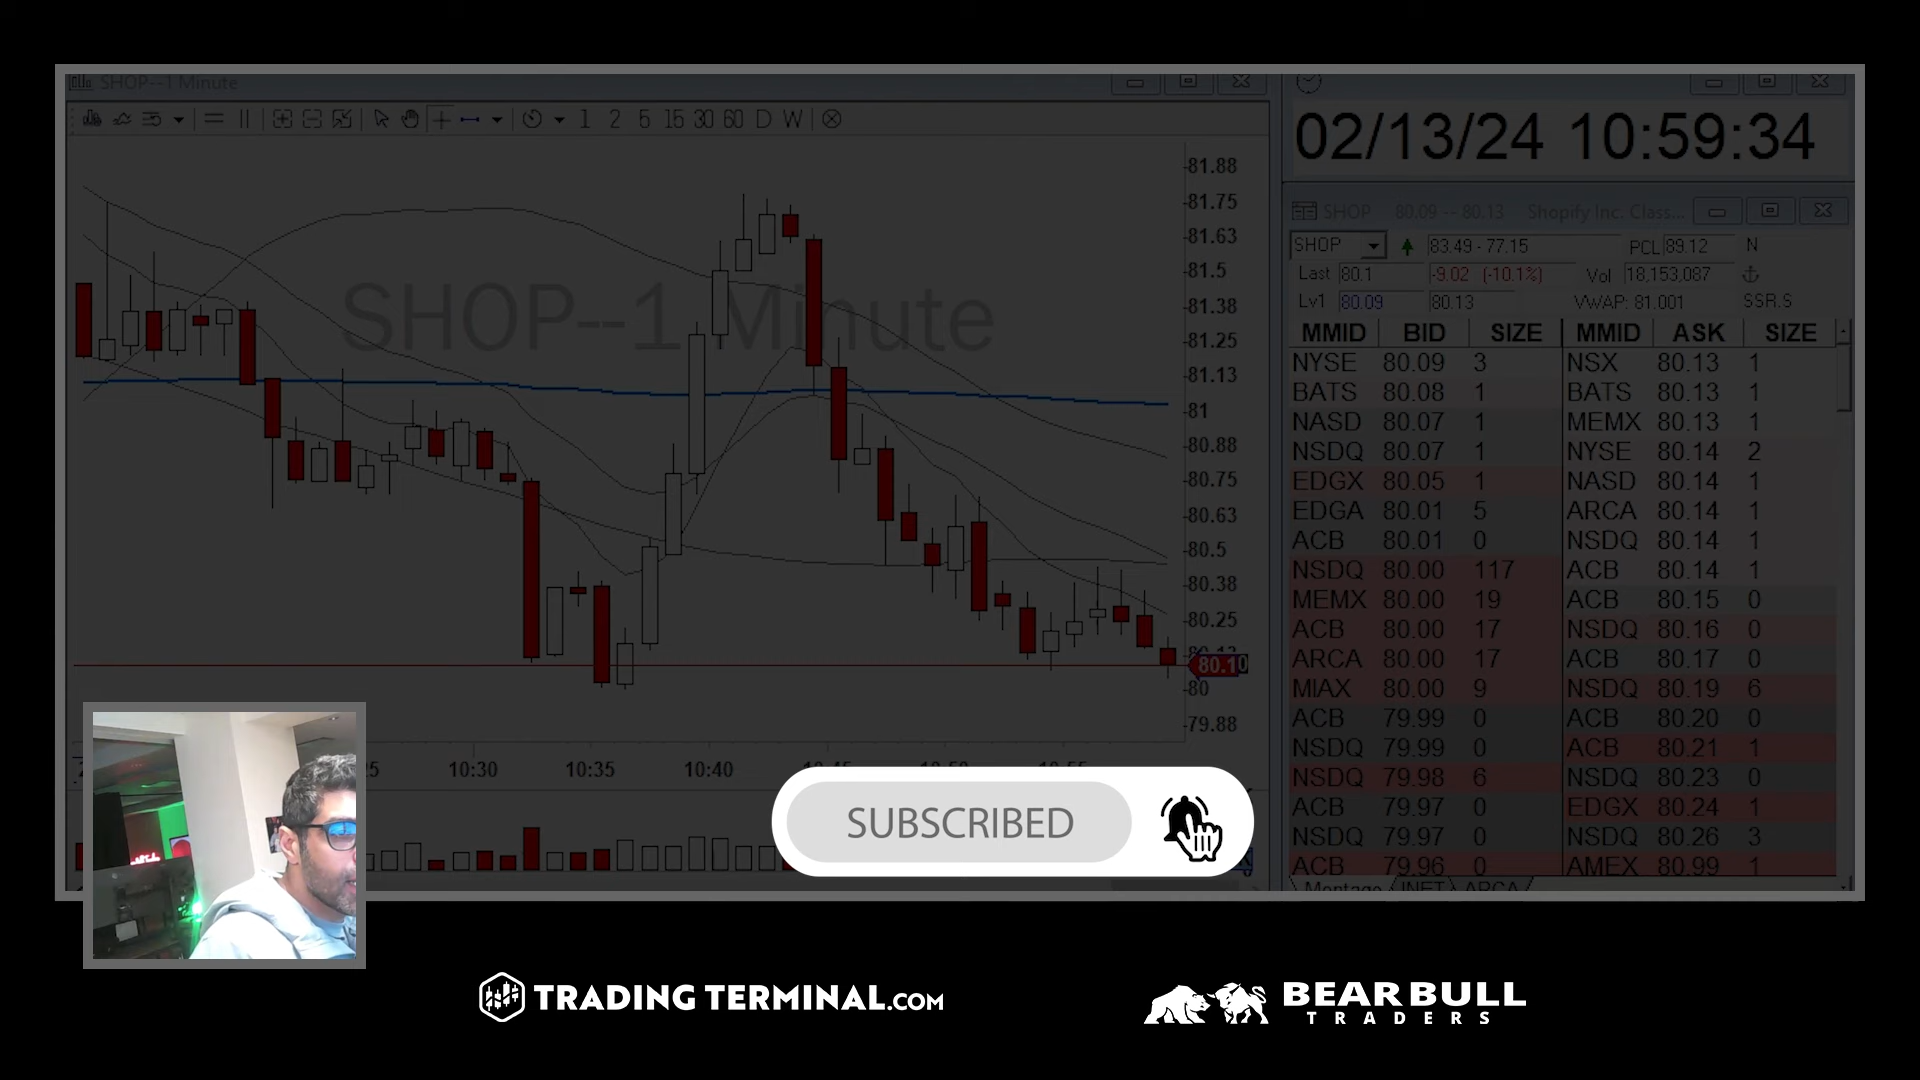 SHOP--1 Minute
1 2 5 15 30 60 D W
SHOP--1 Minute
81.88
81.75
81.63
81.5
81.38
81.25
81.13
81
80.88
80.75
80.63
80.5
80.38
80.25
80.10
80
79.88
10:30 10:35 10:40
02/13/24 10:59:34
SHOP 80.09 -- 80.13 Shopify Inc. Class...
SHOP 83.49 - 77.15 PCL 89.12 N
Last 80.1 -9.02 (-10.1%) Vol 18,153,087
Lv1 80.09 80.13 VWAP: 81.001 SSR.S
MMID BID SIZE MMID ASK SIZE
NYSE 80.09 3 NSX 80.13 1
BATS 80.08 1 BATS 80.13 1
NASD 80.07 1 MEMX 80.13 1
NSDQ 80.07 1 NYSE 80.14 2
EDGX 80.05 1 NASD 80.14 1
EDGA 80.01 5 ARCA 80.14 1
ACB 80.01 0 NSDQ 80.14 1
NSDQ 80.00 117 ACB 80.14 1
MEMX 80.00 19 ACB 80.15 0
ACB 80.00 17 NSDQ 80.16 0
ARCA 80.00 17 ACB 80.17 0
MIAX 80.00 9 NSDQ 80.19 6
ACB 79.99 0 ACB 80.20 0
NSDQ 79.99 0 ACB 80.21 1
NSDQ 79.98 6 NSDQ 80.23 0
ACB 79.97 0 EDGX 80.24 1
NSDQ 79.97 0 NSDQ 80.26 3
ACB 79.96 0 AMEX 80.99 1
Montage INET ARCA
SUBSCRIBED
TRADING TERMINAL.COM
BEAR BULL
TRADERS